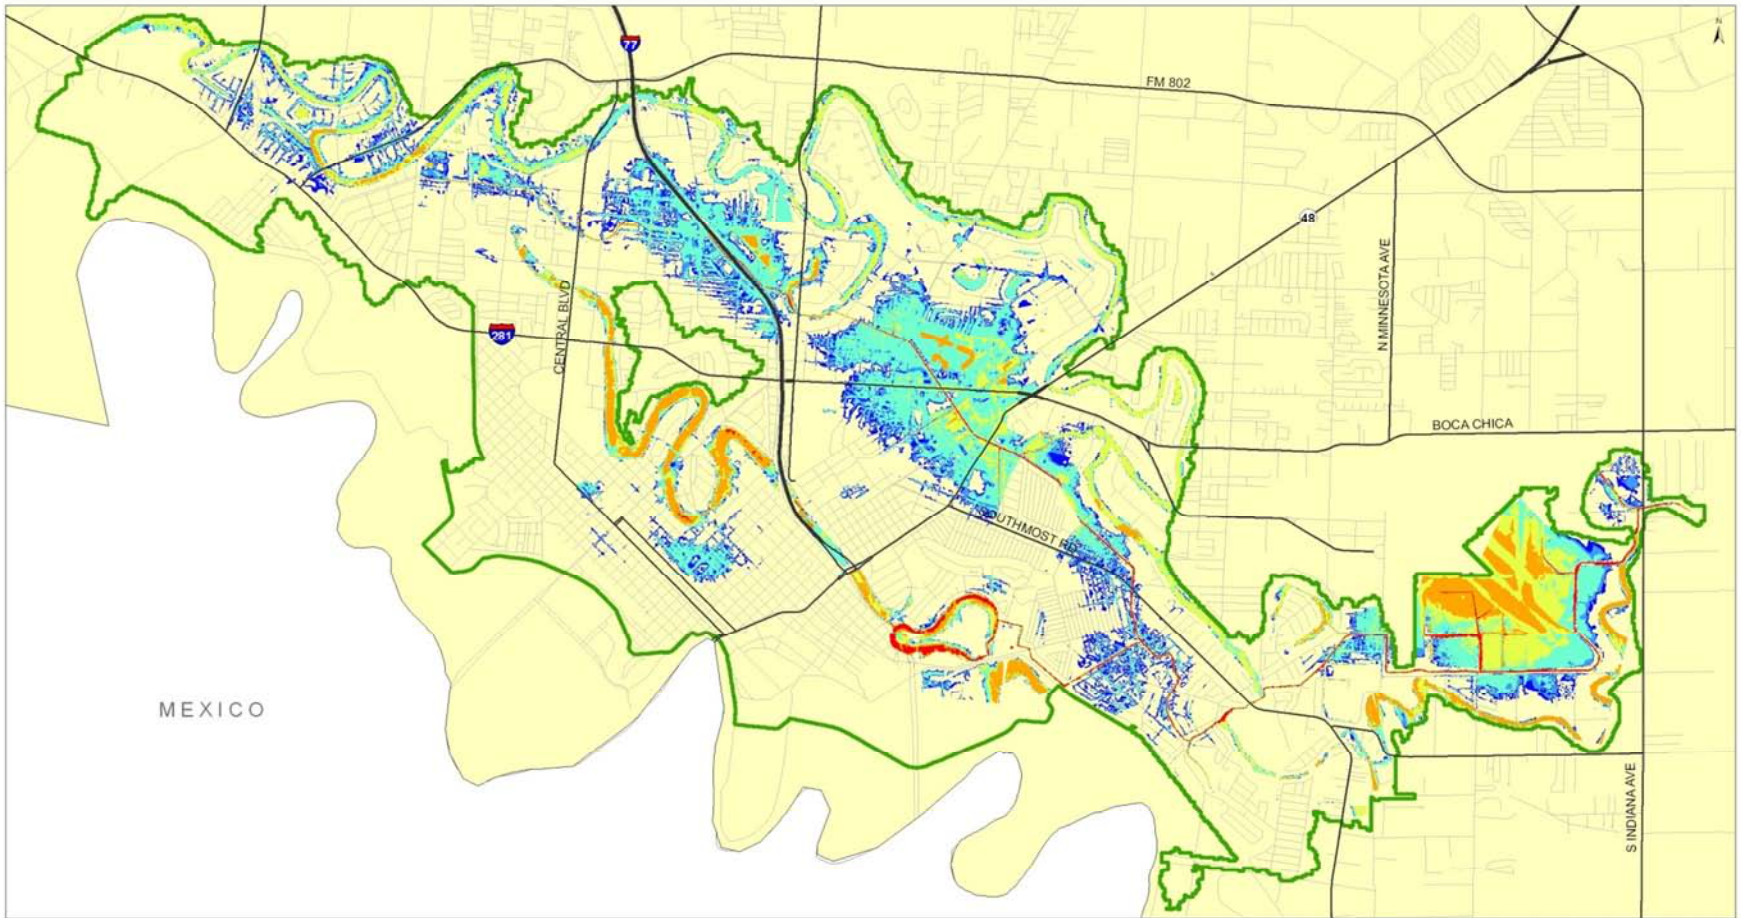 N
77
FM 802
48
N MINNESOTA AVE
281
CENTRAL BLVD
BOCA CHICA
SOUTHMOST RD
MEXICO
S INDIANA AVE